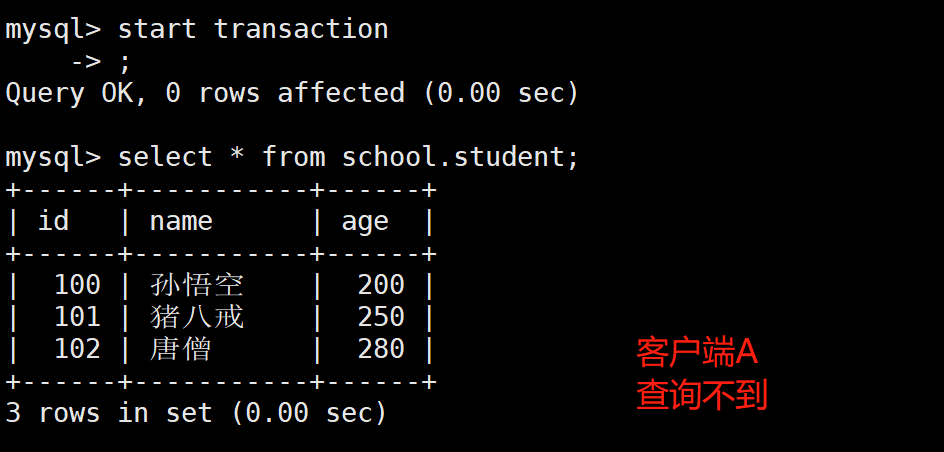 mysql> start transaction
    -> ;
Query OK, 0 rows affected (0.00 sec)
mysql> select * from school.student;
+------+-----------+------+
| id   | name      | age  |
+------+-----------+------+
|  100 | 孙悟空    |  200 |
|  101 | 猪八戒    |  250 |
|  102 | 唐僧      |  280 |
+------+-----------+------+
3 rows in set (0.00 sec)
客户端A
查询不到